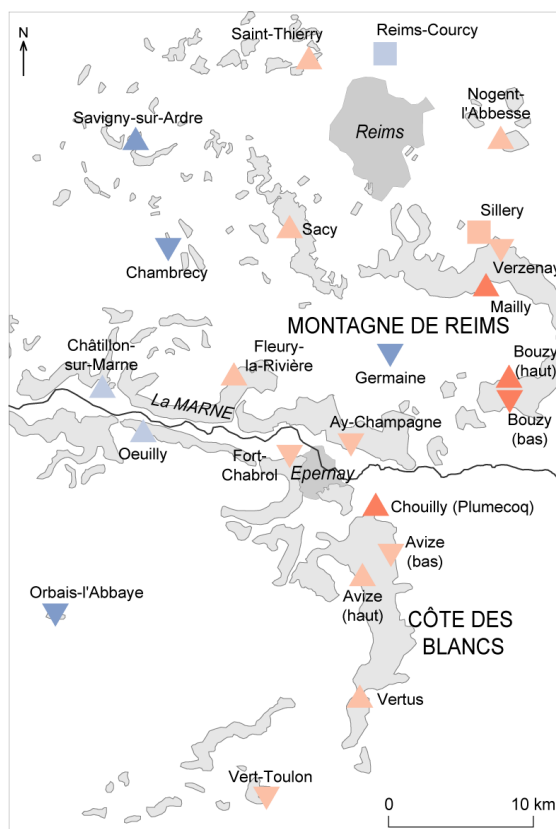 N
Saint-Thierry
Reims-Courcy
Nogent-
l'Abbesse
Savigny-sur-Ardre
Reims
Sillery
Sacy
Chambrecy
Verzenay
Mailly
MONTAGNE DE REIMS
Châtillon-
sur-Marne
Fleury-
la-Rivière
Bouzy
(haut)
Germaine
La MARNE
Ay-Champagne
Bouzy
(bas)
Oeuilly
Fort-
Chabrol
Epernay
Chouilly (Plumecoq)
Avize
(bas)
Orbais-l'Abbaye
Avize
(haut)
CÔTE DES
BLANCS
Vertus
Vert-Toulon
0 10 km